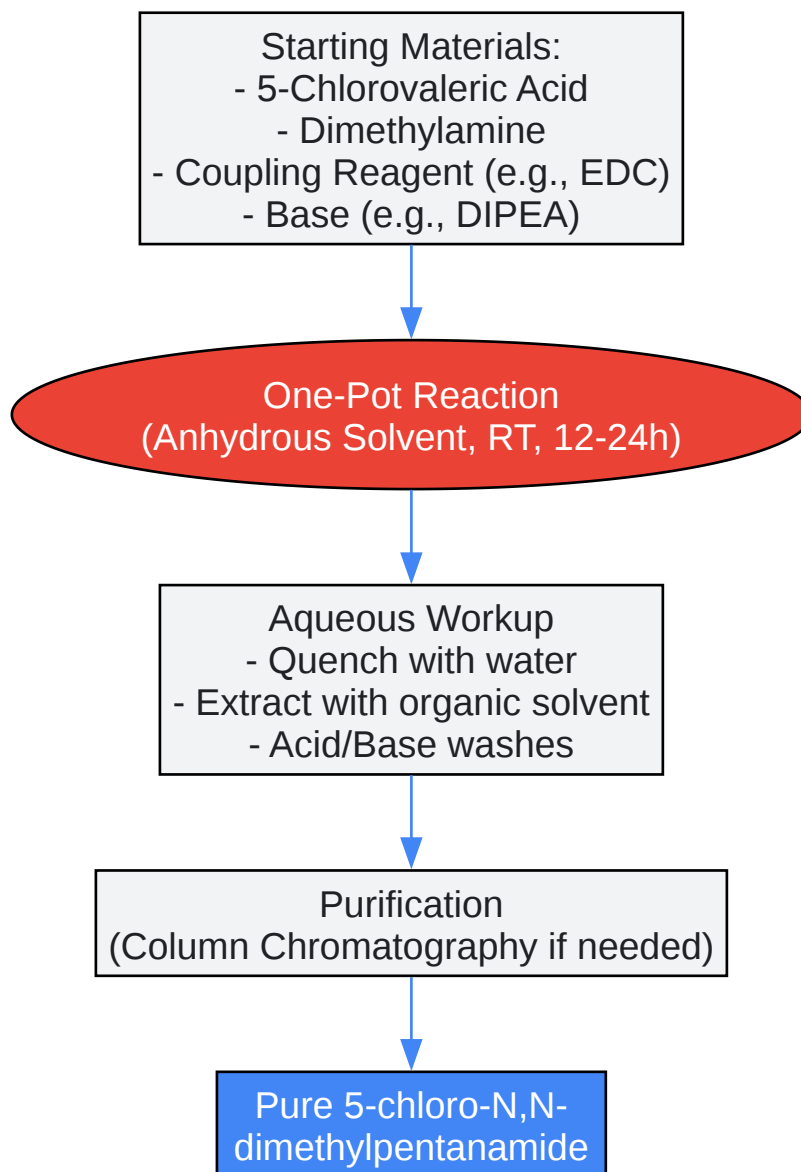 Starting Materials:
- 5-Chlorovaleric Acid
- Dimethylamine
- Coupling Reagent (e.g., EDC)
- Base (e.g., DIPEA)
One-Pot Reaction
(Anhydrous Solvent, RT, 12-24h)
Aqueous Workup
- Quench with water
- Extract with organic solvent
- Acid/Base washes
Purification
(Column Chromatography if needed)
Pure 5-chloro-N,N-
dimethylpentanamide